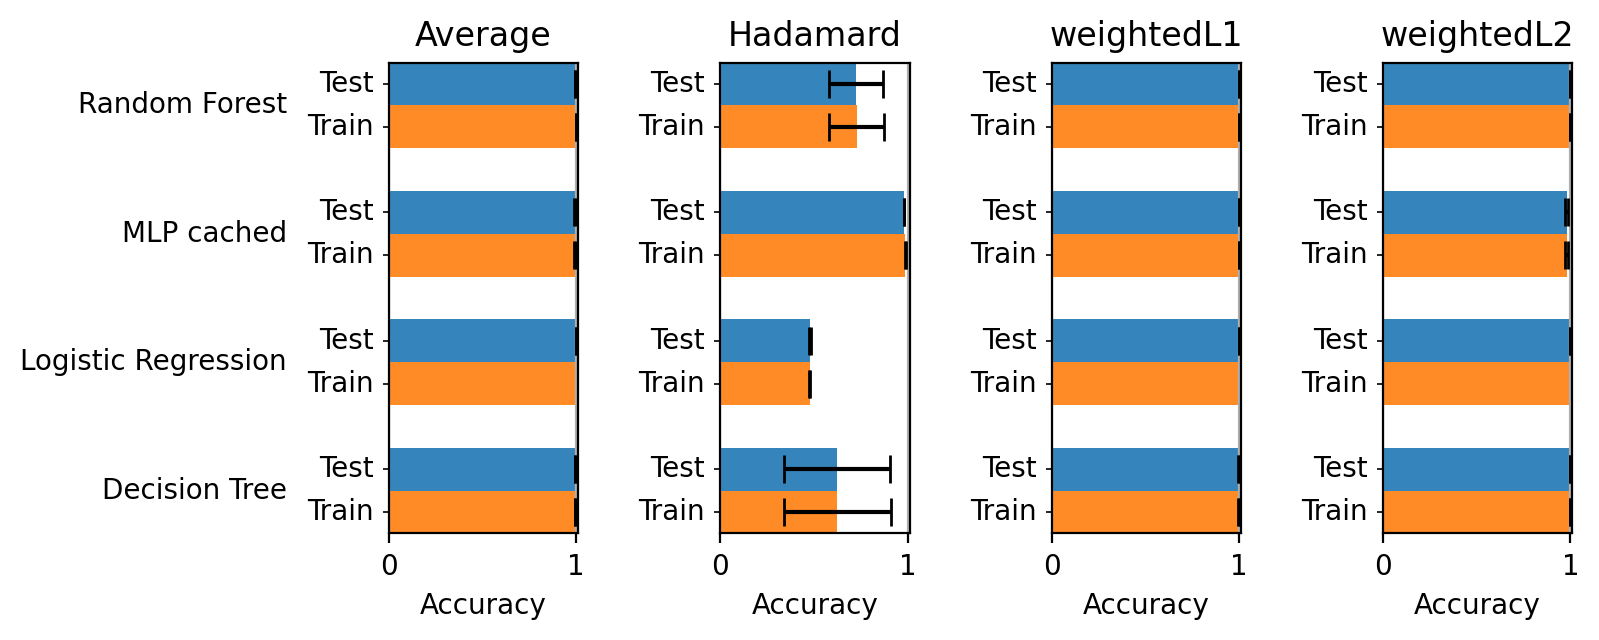 Average Hadamard weightedL1 weightedL2
Random Forest
Test Test Test Test
Train Train Train Train
MLP cached
Test Test Test Test
Train Train Train Train
Logistic Regression
Test Test Test Test
Train Train Train Train
Decision Tree
Test Test Test Test
Train Train Train Train
0 1 0 1 0 1 0 1
Accuracy Accuracy Accuracy Accuracy